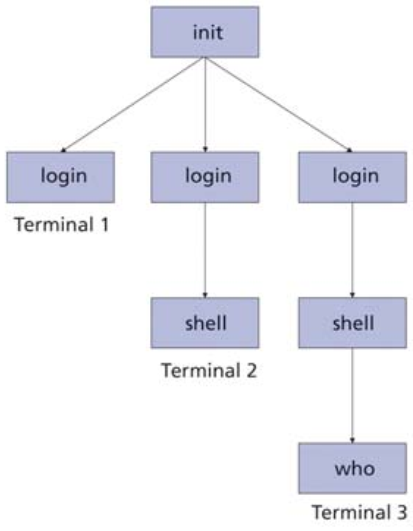 init
login
login
login
Terminal 1
shell
shell
Terminal 2
who
Terminal 3